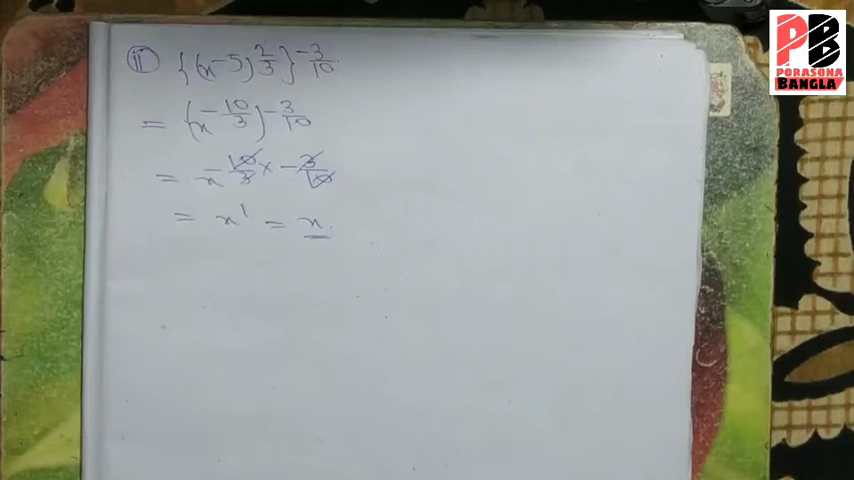 (ii) {(x^-5)^2/3}^-3/10
= (x^-10/3)^-3/10
= x^-10/3 × -3/10
= x^1 = x.
PB
PORASONA
BANGLA